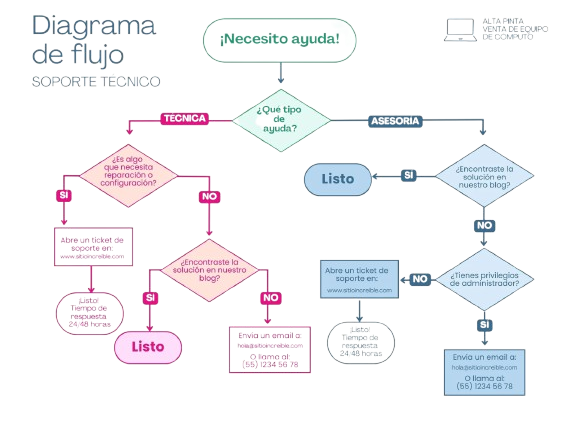 Diagrama
de flujo
SOPORTE TECNICO
¡Necesito ayuda!
ALTA PINTA
VENTA DE EQUIPO
DE COMPUTO
¿Qué tipo
de
ayuda?
TECNICA
ASESORIA
¿Es algo
que necesita
reparación o
configuración?
SI
NO
Abre un ticket de
soporte en:
www.sitioincreible.com
¡Listo!
Tiempo de
respuesta
24:48 horas
¿Encontraste la
solución en nuestro
blog?
SI
NO
Listo
Envía un email a:
hola@sitioincreible.com
O llama al:
(55) 1234 56 78
¿Encontraste la
solución en
nuestro blog?
SI
Listo
NO
¿Tienes privilegios
de administrador?
NO
Abre un ticket de
soporte en:
www.sitioincreible.com
¡Listo!
Tiempo de
respuesta
24:48 horas
SI
Envía un email a:
hola@sitioincreible.com
O llama al:
(55) 1234 56 78